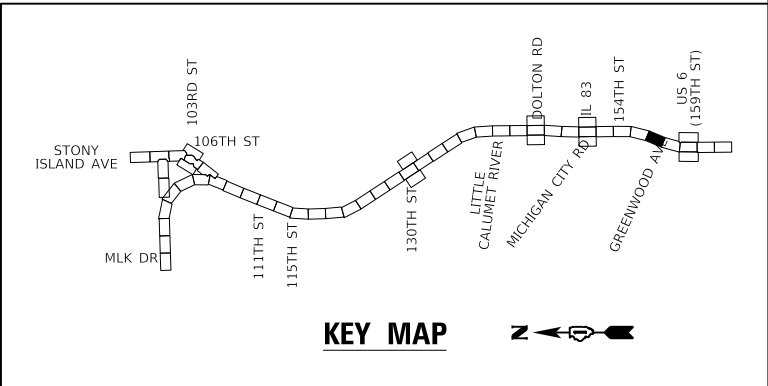 103RD ST
106TH ST
STONY
ISLAND AVE
MLK DR
111TH ST
115TH ST
130TH ST
LITTLE
CALUMET RIVER
DOLTON RD
MICHIGAN CITY RD
IL 83
154TH ST
GREENWOOD AVE
US 6
(159TH ST)
KEY MAP
N